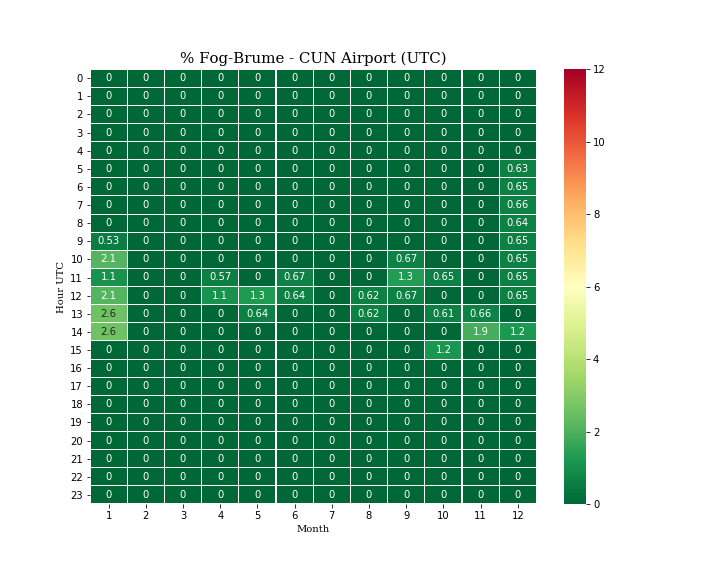 % Fog-Brume - CUN Airport (UTC)
0 0 0 0 0 0 0 0 0 0 0 0 0
1 0 0 0 0 0 0 0 0 0 0 0 0
2 0 0 0 0 0 0 0 0 0 0 0 0
3 0 0 0 0 0 0 0 0 0 0 0 0
4 0 0 0 0 0 0 0 0 0 0 0 0
5 0 0 0 0 0 0 0 0 0 0 0 0.63
6 0 0 0 0 0 0 0 0 0 0 0 0.65
7 0 0 0 0 0 0 0 0 0 0 0 0.66
8 0 0 0 0 0 0 0 0 0 0 0 0.64
9 0.53 0 0 0 0 0 0 0 0 0 0 0.65
10 2.1 0 0 0 0 0 0 0 0.67 0 0 0.65
11 1.1 0 0 0.57 0 0.67 0 0 1.3 0.65 0 0.65
12 2.1 0 0 1.1 1.3 0.64 0 0.62 0.67 0 0 0.65
13 2.6 0 0 0 0.64 0 0 0.62 0 0.61 0.66 0
14 2.6 0 0 0 0 0 0 0 0 0 1.9 1.2
15 0 0 0 0 0 0 0 0 0 1.2 0 0
16 0 0 0 0 0 0 0 0 0 0 0 0
17 0 0 0 0 0 0 0 0 0 0 0 0
18 0 0 0 0 0 0 0 0 0 0 0 0
19 0 0 0 0 0 0 0 0 0 0 0 0
20 0 0 0 0 0 0 0 0 0 0 0 0
21 0 0 0 0 0 0 0 0 0 0 0 0
22 0 0 0 0 0 0 0 0 0 0 0 0
23 0 0 0 0 0 0 0 0 0 0 0 0
1 2 3 4 5 6 7 8 9 10 11 12
Month
Hour UTC
12
10
8
6
4
2
0